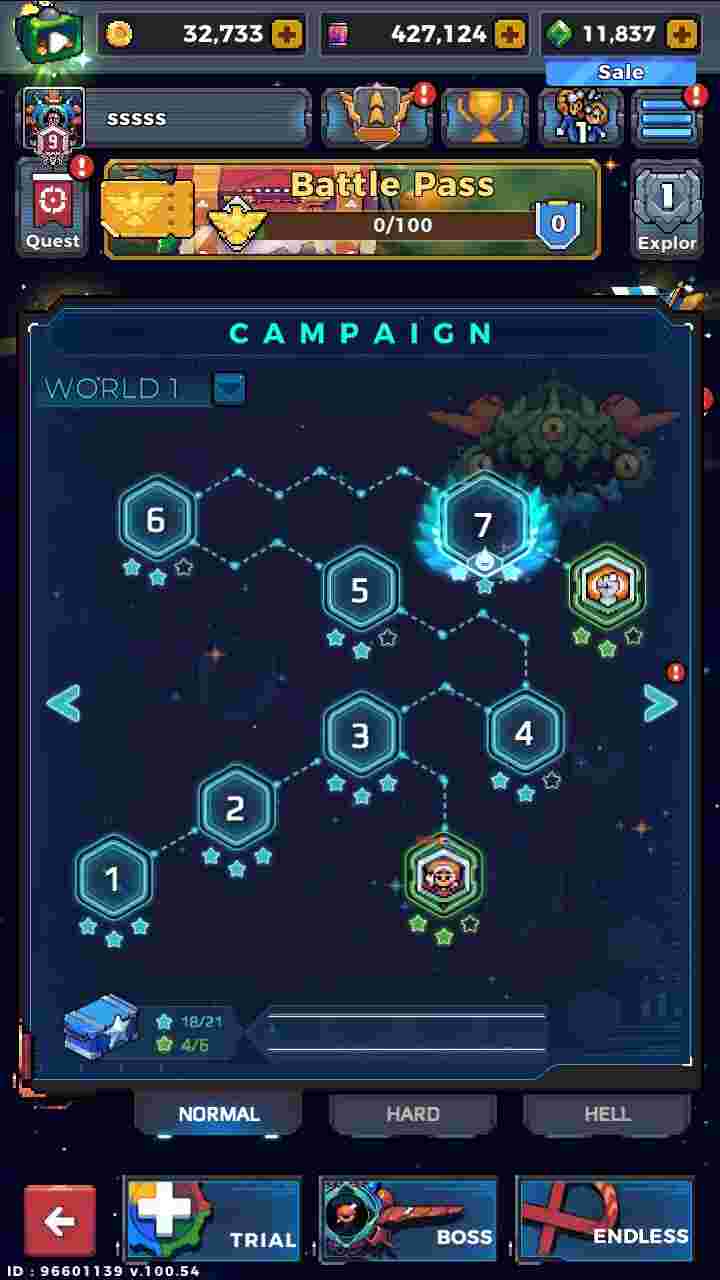 32,733
427,124
11,837
Sale
9
sssss
1
Quest
Battle Pass
0/100
0
1
Explor
CAMPAIGN
WORLD 1
6
7
5
3
4
2
1
18/21
4/6
NORMAL
HARD
HELL
TRIAL
BOSS
ENDLESS
ID : 96601139 v.100.54